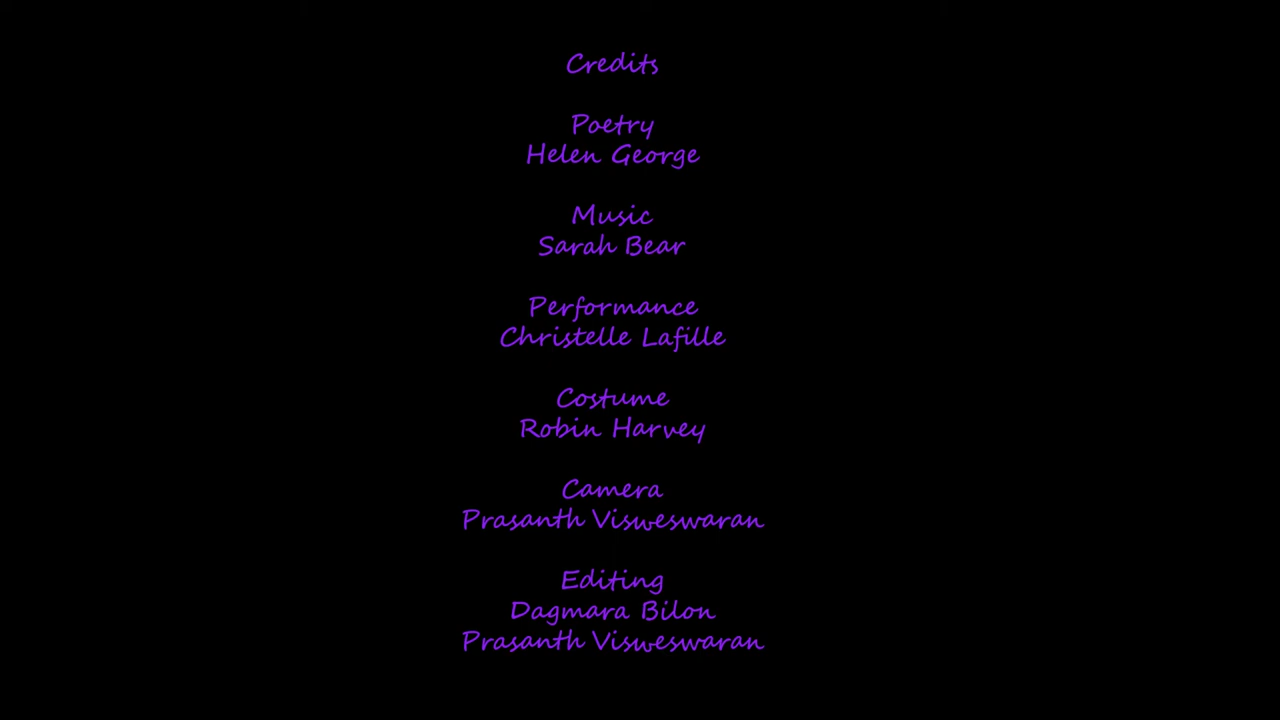 Credits
Poetry
Helen George
Music
Sarah Bear
Performance
Christelle Lafille
Costume
Robin Harvey
Camera
Prasanth Visweswaran
Editing
Dagmara Bilon
Prasanth Visweswaran